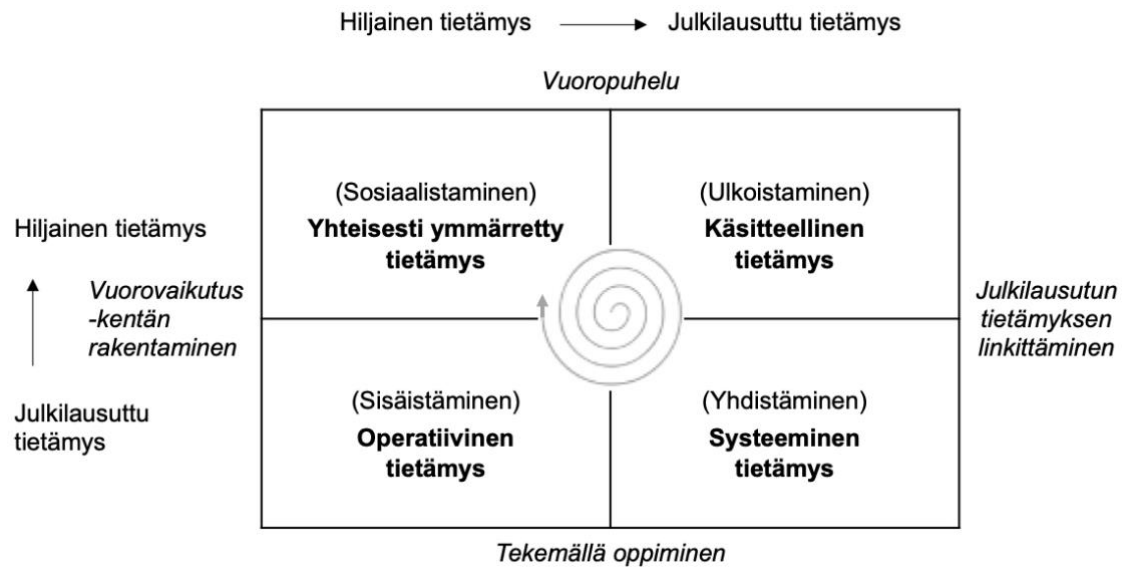 Hiljainen tietämys → Julkilausuttu tietämys
Vuoropuhelu
(Sosiaalistaminen)
Yhteisesti ymmärretty
tietämys
(Ulkoistaminen)
Käsitteellinen
tietämys
Hiljainen tietämys
Vuorovaikutus
-kentän
rakentaminen
Julkilausuttu
tietämys
Julkilausutun
tietämyksen
linkittäminen
(Sisäistäminen)
Operatiivinen
tietämys
(Yhdistäminen)
Systeeminen
tietämys
Tekemällä oppiminen